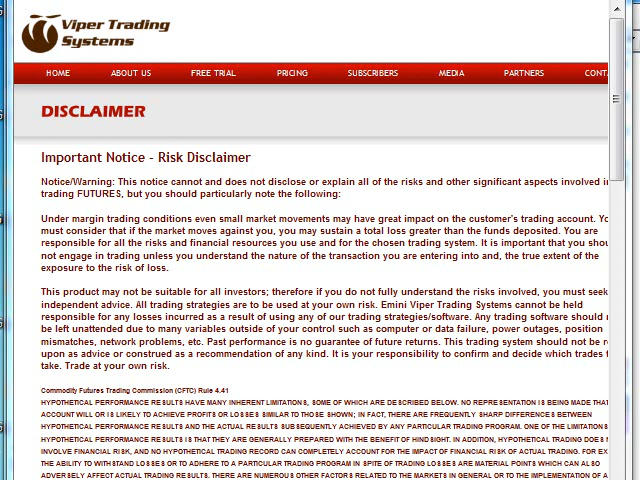 Viper Trading
Systems
HOME ABOUT US FREE TRIAL PRICING SUBSCRIBERS MEDIA PARTNERS CONT
DISCLAIMER
Important Notice - Risk Disclaimer
Notice/Warning: This notice cannot and does not disclose or explain all of the risks and other significant aspects involved in
trading FUTURES, but you should particularly note the following:
Under margin trading conditions even small market movements may have great impact on the customer's trading account. Yo
must consider that if the market moves against you, you may sustain a total loss greater than the funds deposited. You are
responsible for all the risks and financial resources you use and for the chosen trading system. It is important that you shou
not engage in trading unless you understand the nature of the transaction you are entering into and, the true extent of the
exposure to the risk of loss.
This product may not be suitable for all investors; therefore if you do not fully understand the risks involved, you must seek
independent advice. All trading strategies are to be used at your own risk. Emini Viper Trading Systems cannot be held
responsible for any losses incurred as a result of using any of our trading strategies/software. Any trading software should
be left unattended due to many variables outside of your control such as computer or data failure, power outages, position
mismatches, network problems, etc. Past performance is no guarantee of future returns. This trading system should not be
upon as advice or construed as a recommendation of any kind. It is your responsibility to confirm and decide which trades
take. Trade at your own risk.
Commodity Futures Trading Commission (CFTC) Rule 4.41
HYPOTHETICAL PERFORMANCE RESULTS HAVE MANY INHERENT LIMITATIONS, SOME OF WHICH ARE DESCRIBED BELOW. NO REPRESENTATION IS BEING MADE THAT
ACCOUNT WILL OR IS LIKELY TO ACHIEVE PROFITS OR LOSSES SIMILAR TO THOSE SHOWN; IN FACT, THERE ARE FREQUENTLY SHARP DIFFERENCES BETWEEN
HYPOTHETICAL PERFORMANCE RESULTS AND THE ACTUAL RESULTS SUBSEQUENTLY ACHIEVED BY ANY PARTICULAR TRADING PROGRAM. ONE OF THE LIMITATIONS
HYPOTHETICAL PERFORMANCE RESULTS IS THAT THEY ARE GENERALLY PREPARED WITH THE BENEFIT OF HINDSIGHT. IN ADDITION, HYPOTHETICAL TRADING DOES
INVOLVE FINANCIAL RISK, AND NO HYPOTHETICAL TRADING RECORD CAN COMPLETELY ACCOUNT FOR THE IMPACT OF FINANCIAL RISK OF ACTUAL TRADING. FOR EX
THE ABILITY TO WITHSTAND LOSSES OR TO ADHERE TO A PARTICULAR TRADING PROGRAM IN SPITE OF TRADING LOSSES ARE MATERIAL POINTS WHICH CAN ALSO
ADVERSELY AFFECT ACTUAL TRADING RESULTS. THERE ARE NUMEROUS OTHER FACTORS RELATED TO THE MARKETS IN GENERAL OR TO THE IMPLEMENTATION OF A